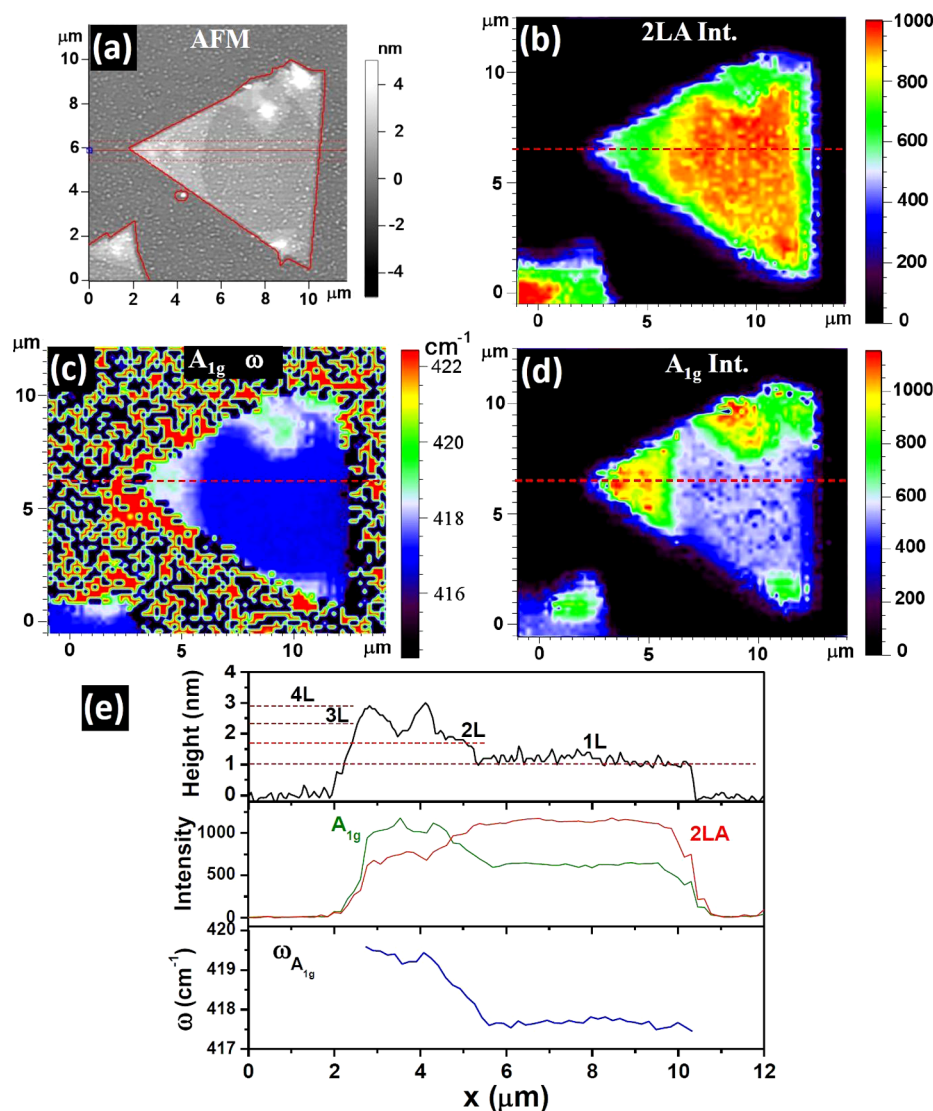 (a) AFM
μm
10
8
6
4
2
0
0 2 4 6 8 10
μm
nm
4
2
0
-2
-4
(b) 2LA Int.
μm
10
5
0
0 5 10
μm
1000
800
600
400
200
0
(c) A1g ω
μm
10
5
0
0 5 10
μm
cm-1
422
420
418
416
(d) A1g Int.
μm
10
5
0
0 5 10
μm
1000
800
600
400
200
0
(e)
Height (nm)
4
3
2
1
0
4L
3L
2L
1L
Intensity
1000
500
0
A1g
2LA
ω (cm-1)
420
419
418
417
ωA1g
0 2 4 6 8 10 12
x (μm)